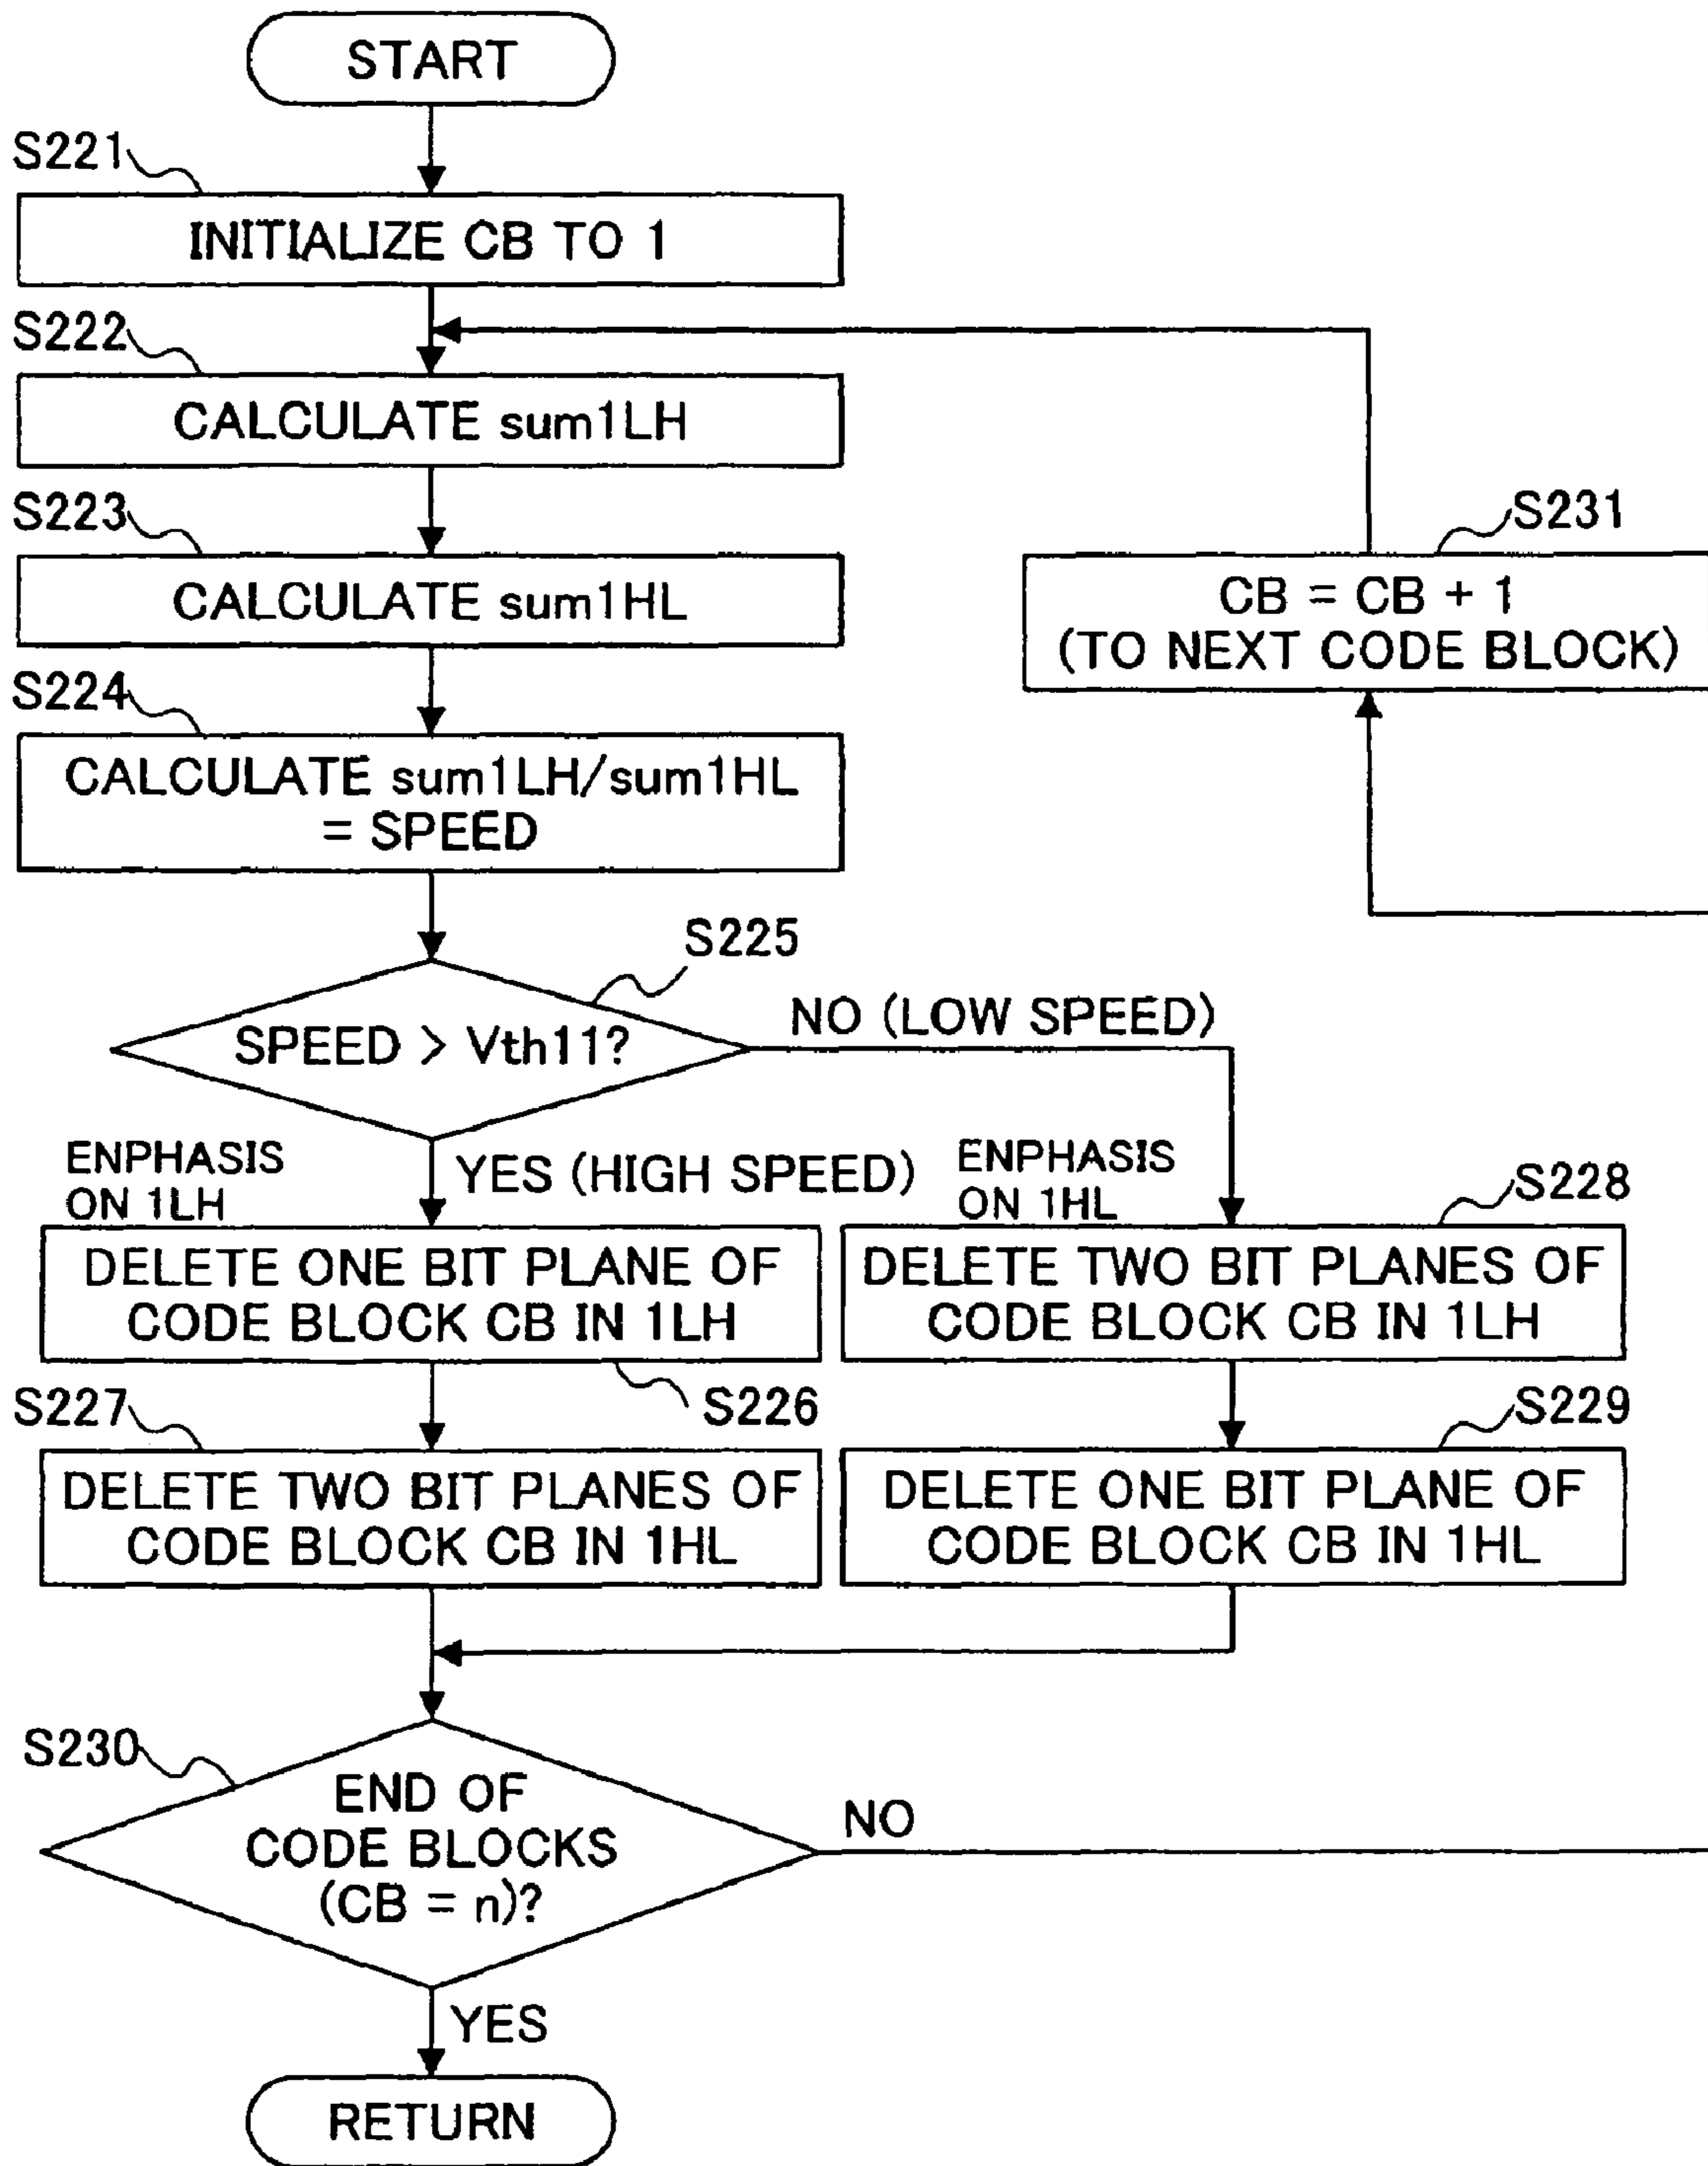 START
S221
INITIALIZE CB TO 1
S222
CALCULATE sum1LH
S223
CALCULATE sum1HL
S231
CB = CB + 1
(TO NEXT CODE BLOCK)
S224
CALCULATE sum1LH/sum1HL
= SPEED
S225
SPEED > Vth11?
NO (LOW SPEED)
ENPHASIS
ON 1LH
YES (HIGH SPEED)
ENPHASIS
ON 1HL
S228
DELETE ONE BIT PLANE OF
CODE BLOCK CB IN 1LH
DELETE TWO BIT PLANES OF
CODE BLOCK CB IN 1LH
S227
S226
S229
DELETE TWO BIT PLANES OF
CODE BLOCK CB IN 1HL
DELETE ONE BIT PLANE OF
CODE BLOCK CB IN 1HL
S230
END OF
CODE BLOCKS
(CB = n)?
NO
YES
RETURN